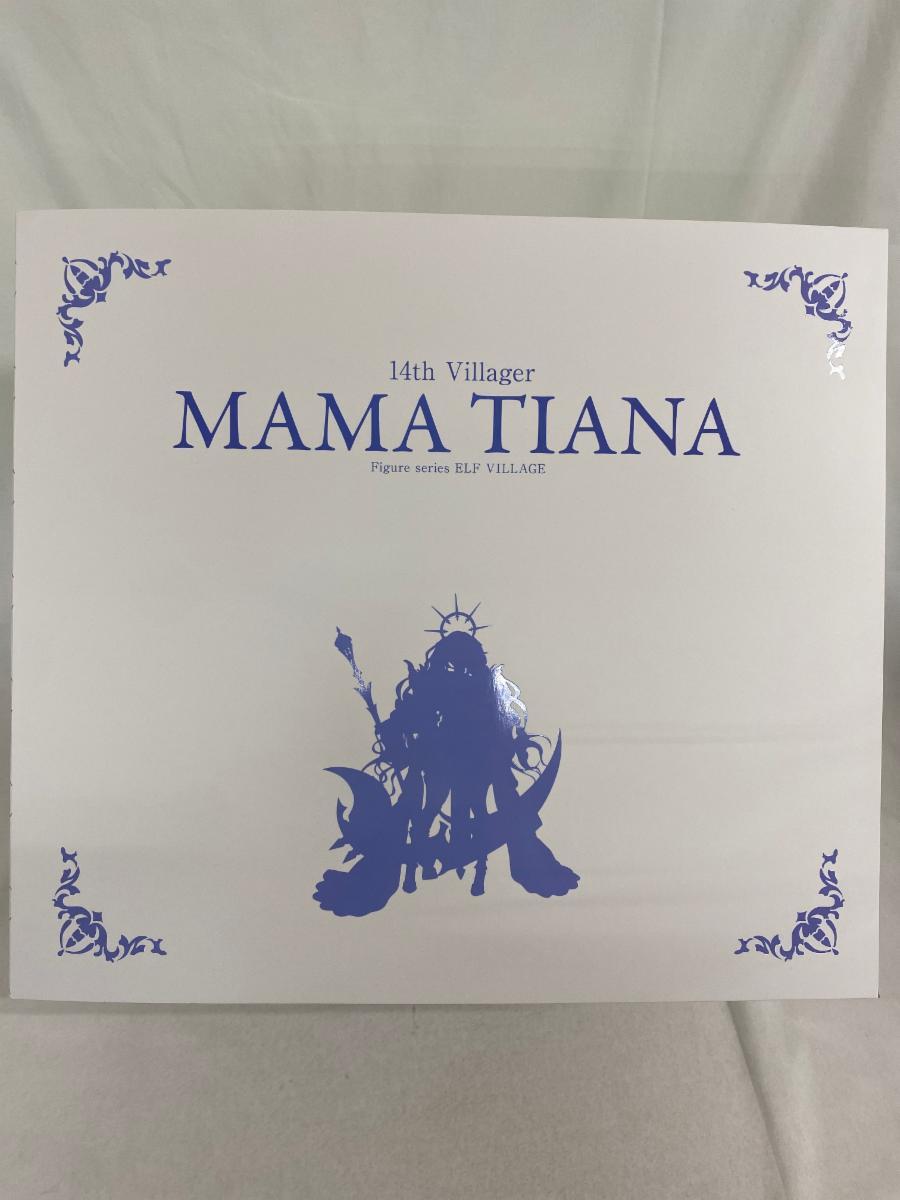 14th Villager
MAMA TIANA
Figure series ELF VILLAGE